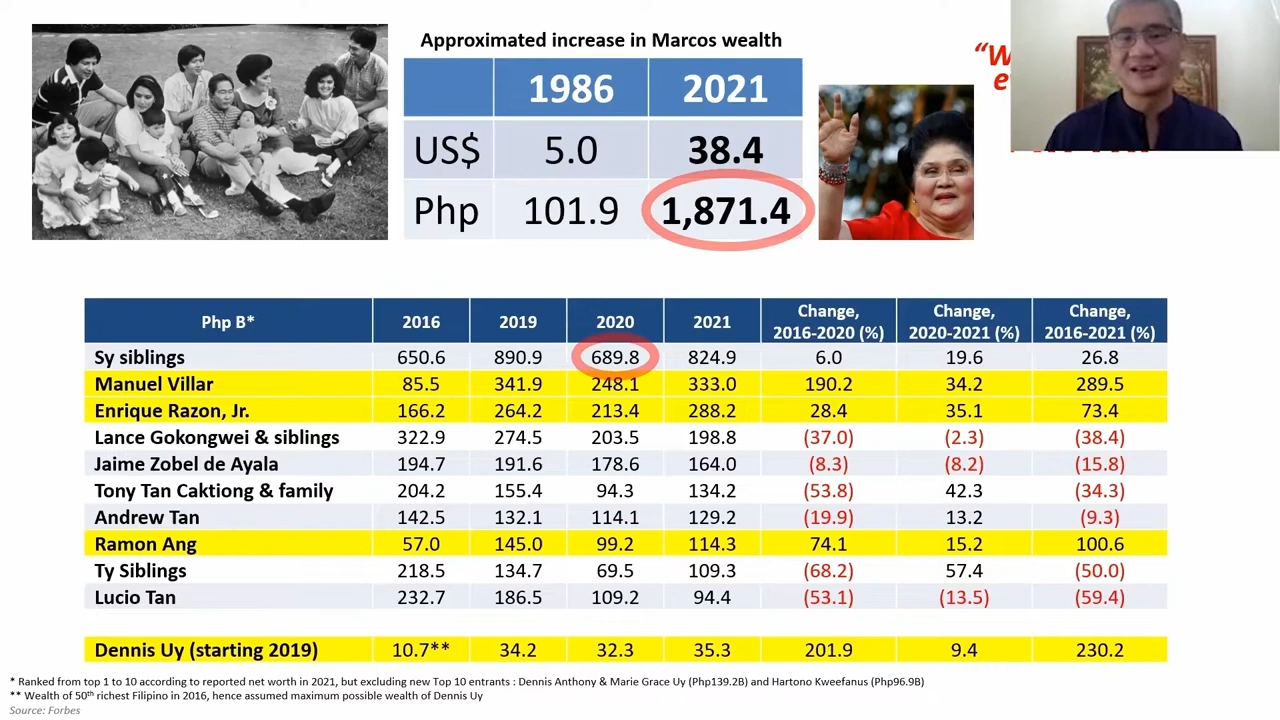 Approximated increase in Marcos wealth
1986 2021
US$ 5.0 38.4
Php 101.9 1,871.4
Php B* 2016 2019 2020 2021 Change, 2016-2020 (%) Change, 2020-2021 (%) Change, 2016-2021 (%)
Sy siblings 650.6 890.9 689.8 824.9 6.0 19.6 26.8
Manuel Villar 85.5 341.9 248.1 333.0 190.2 34.2 289.5
Enrique Razon, Jr. 166.2 264.2 213.4 288.2 28.4 35.1 73.4
Lance Gokongwei & siblings 322.9 274.5 203.5 198.8 (37.0) (2.3) (38.4)
Jaime Zobel de Ayala 194.7 191.6 178.6 164.0 (8.3) (8.2) (15.8)
Tony Tan Caktiong & family 204.2 155.4 94.3 134.2 (53.8) 42.3 (34.3)
Andrew Tan 142.5 132.1 114.1 129.2 (19.9) 13.2 (9.3)
Ramon Ang 57.0 145.0 99.2 114.3 74.1 15.2 100.6
Ty Siblings 218.5 134.7 69.5 109.3 (68.2) 57.4 (50.0)
Lucio Tan 232.7 186.5 109.2 94.4 (53.1) (13.5) (59.4)
Dennis Uy (starting 2019) 10.7** 34.2 32.3 35.3 201.9 9.4 230.2
* Ranked from top 1 to 10 according to reported net worth in 2021, but excluding new Top 10 entrants : Dennis Anthony & Marie Grace Uy (Php139.2B) and Hartono Kweefanus (Php96.9B)
** Wealth of 50th richest Filipino in 2016, hence assumed maximum possible wealth of Dennis Uy
Source: Forbes